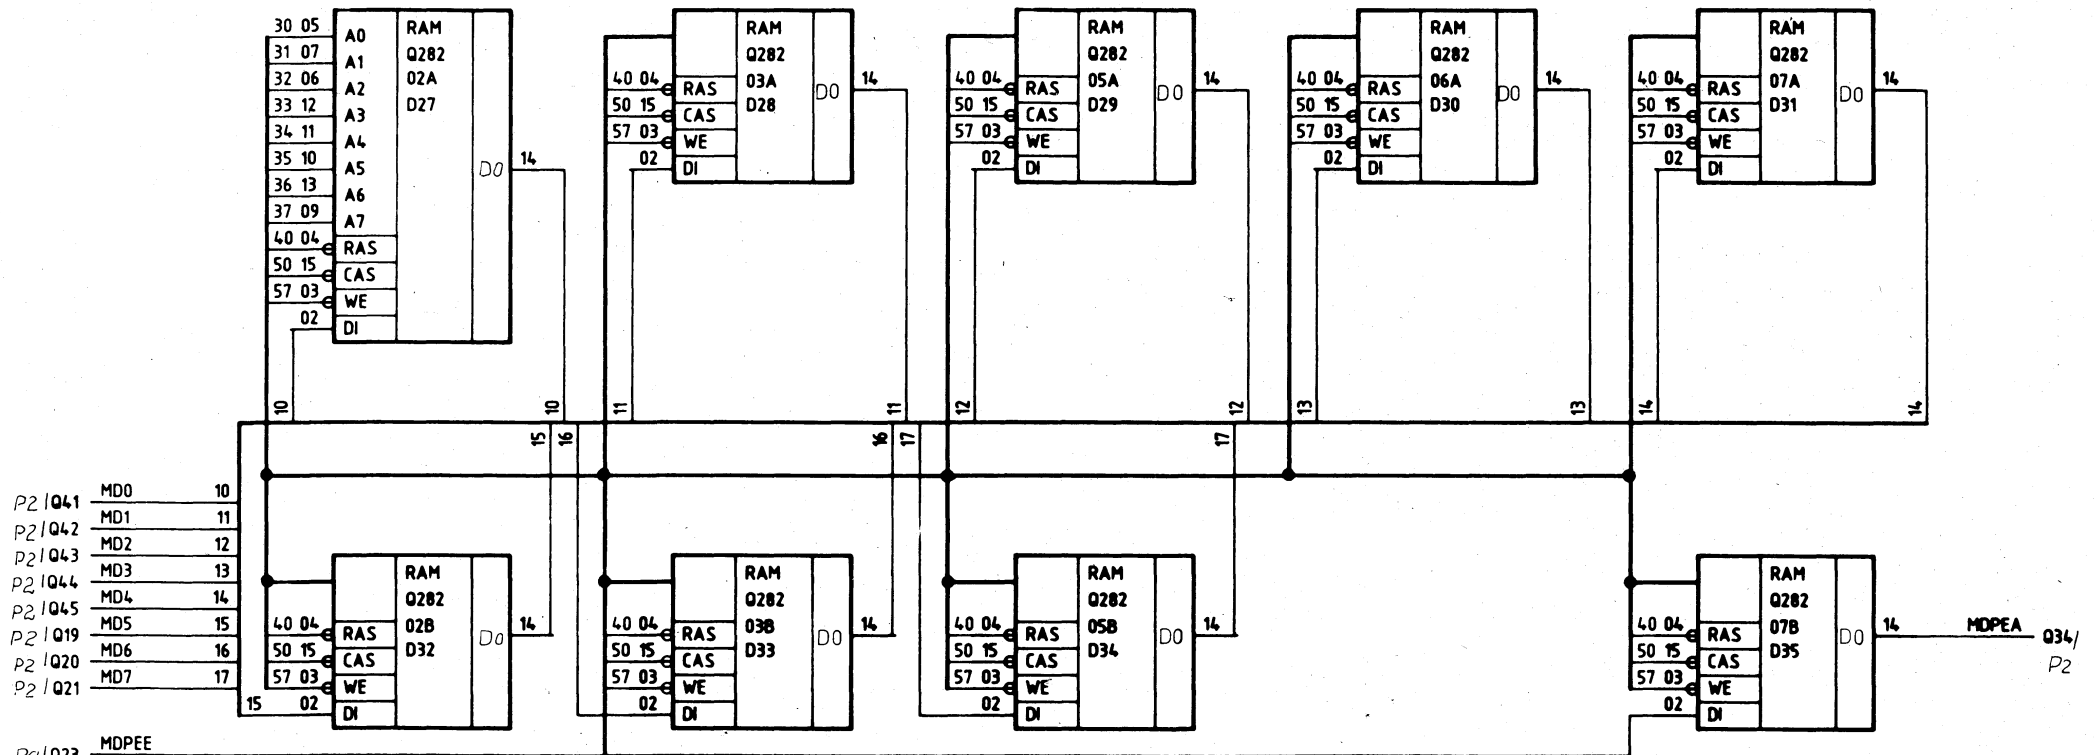 30 05 A0 RAM
31 07 A1 Q282
32 06 A2 02A
33 12 A3 D27
34 11 A4
35 10 A5 D0 14
36 13 A6
37 09 A7
40 04 RAS
50 15 CAS
57 03 WE
02 DI
RAM
Q282
40 04 RAS 03A D0 14
50 15 CAS D28
57 03 WE
02 DI
RAM
Q282
40 04 RAS 05A D0 14
50 15 CAS D29
57 03 WE
02 DI
RAM
Q282
40 04 RAS 06A D0 14
50 15 CAS D30
57 03 WE
02 DI
RAM
Q282
40 04 RAS 07A D0 14
50 15 CAS D31
57 03 WE
02 DI
10 10 11 11 12 12 13 13 14 14
15 16 16 17 17
P2/Q41 MD0 10
P2/Q42 MD1 11
P2/Q43 MD2 12
P2/Q44 MD3 13
P2/Q45 MD4 14
P2/Q19 MD5 15
P2/Q20 MD6 16
P2/Q21 MD7 17
MDPEE
RAM
Q282
02B
40 04 RAS D32 D0 14
50 15 CAS
57 03 WE
15 02 DI
RAM
Q282
03B
40 04 RAS D33 D0 14
50 15 CAS
57 03 WE
02 DI
RAM
Q282
05B
40 04 RAS D34 D0 14
50 15 CAS
57 03 WE
02 DI
RAM
Q282
07B
40 04 RAS D35 D0 14 MDPEA Q34/
P2
50 15 CAS
57 03 WE
02 DI